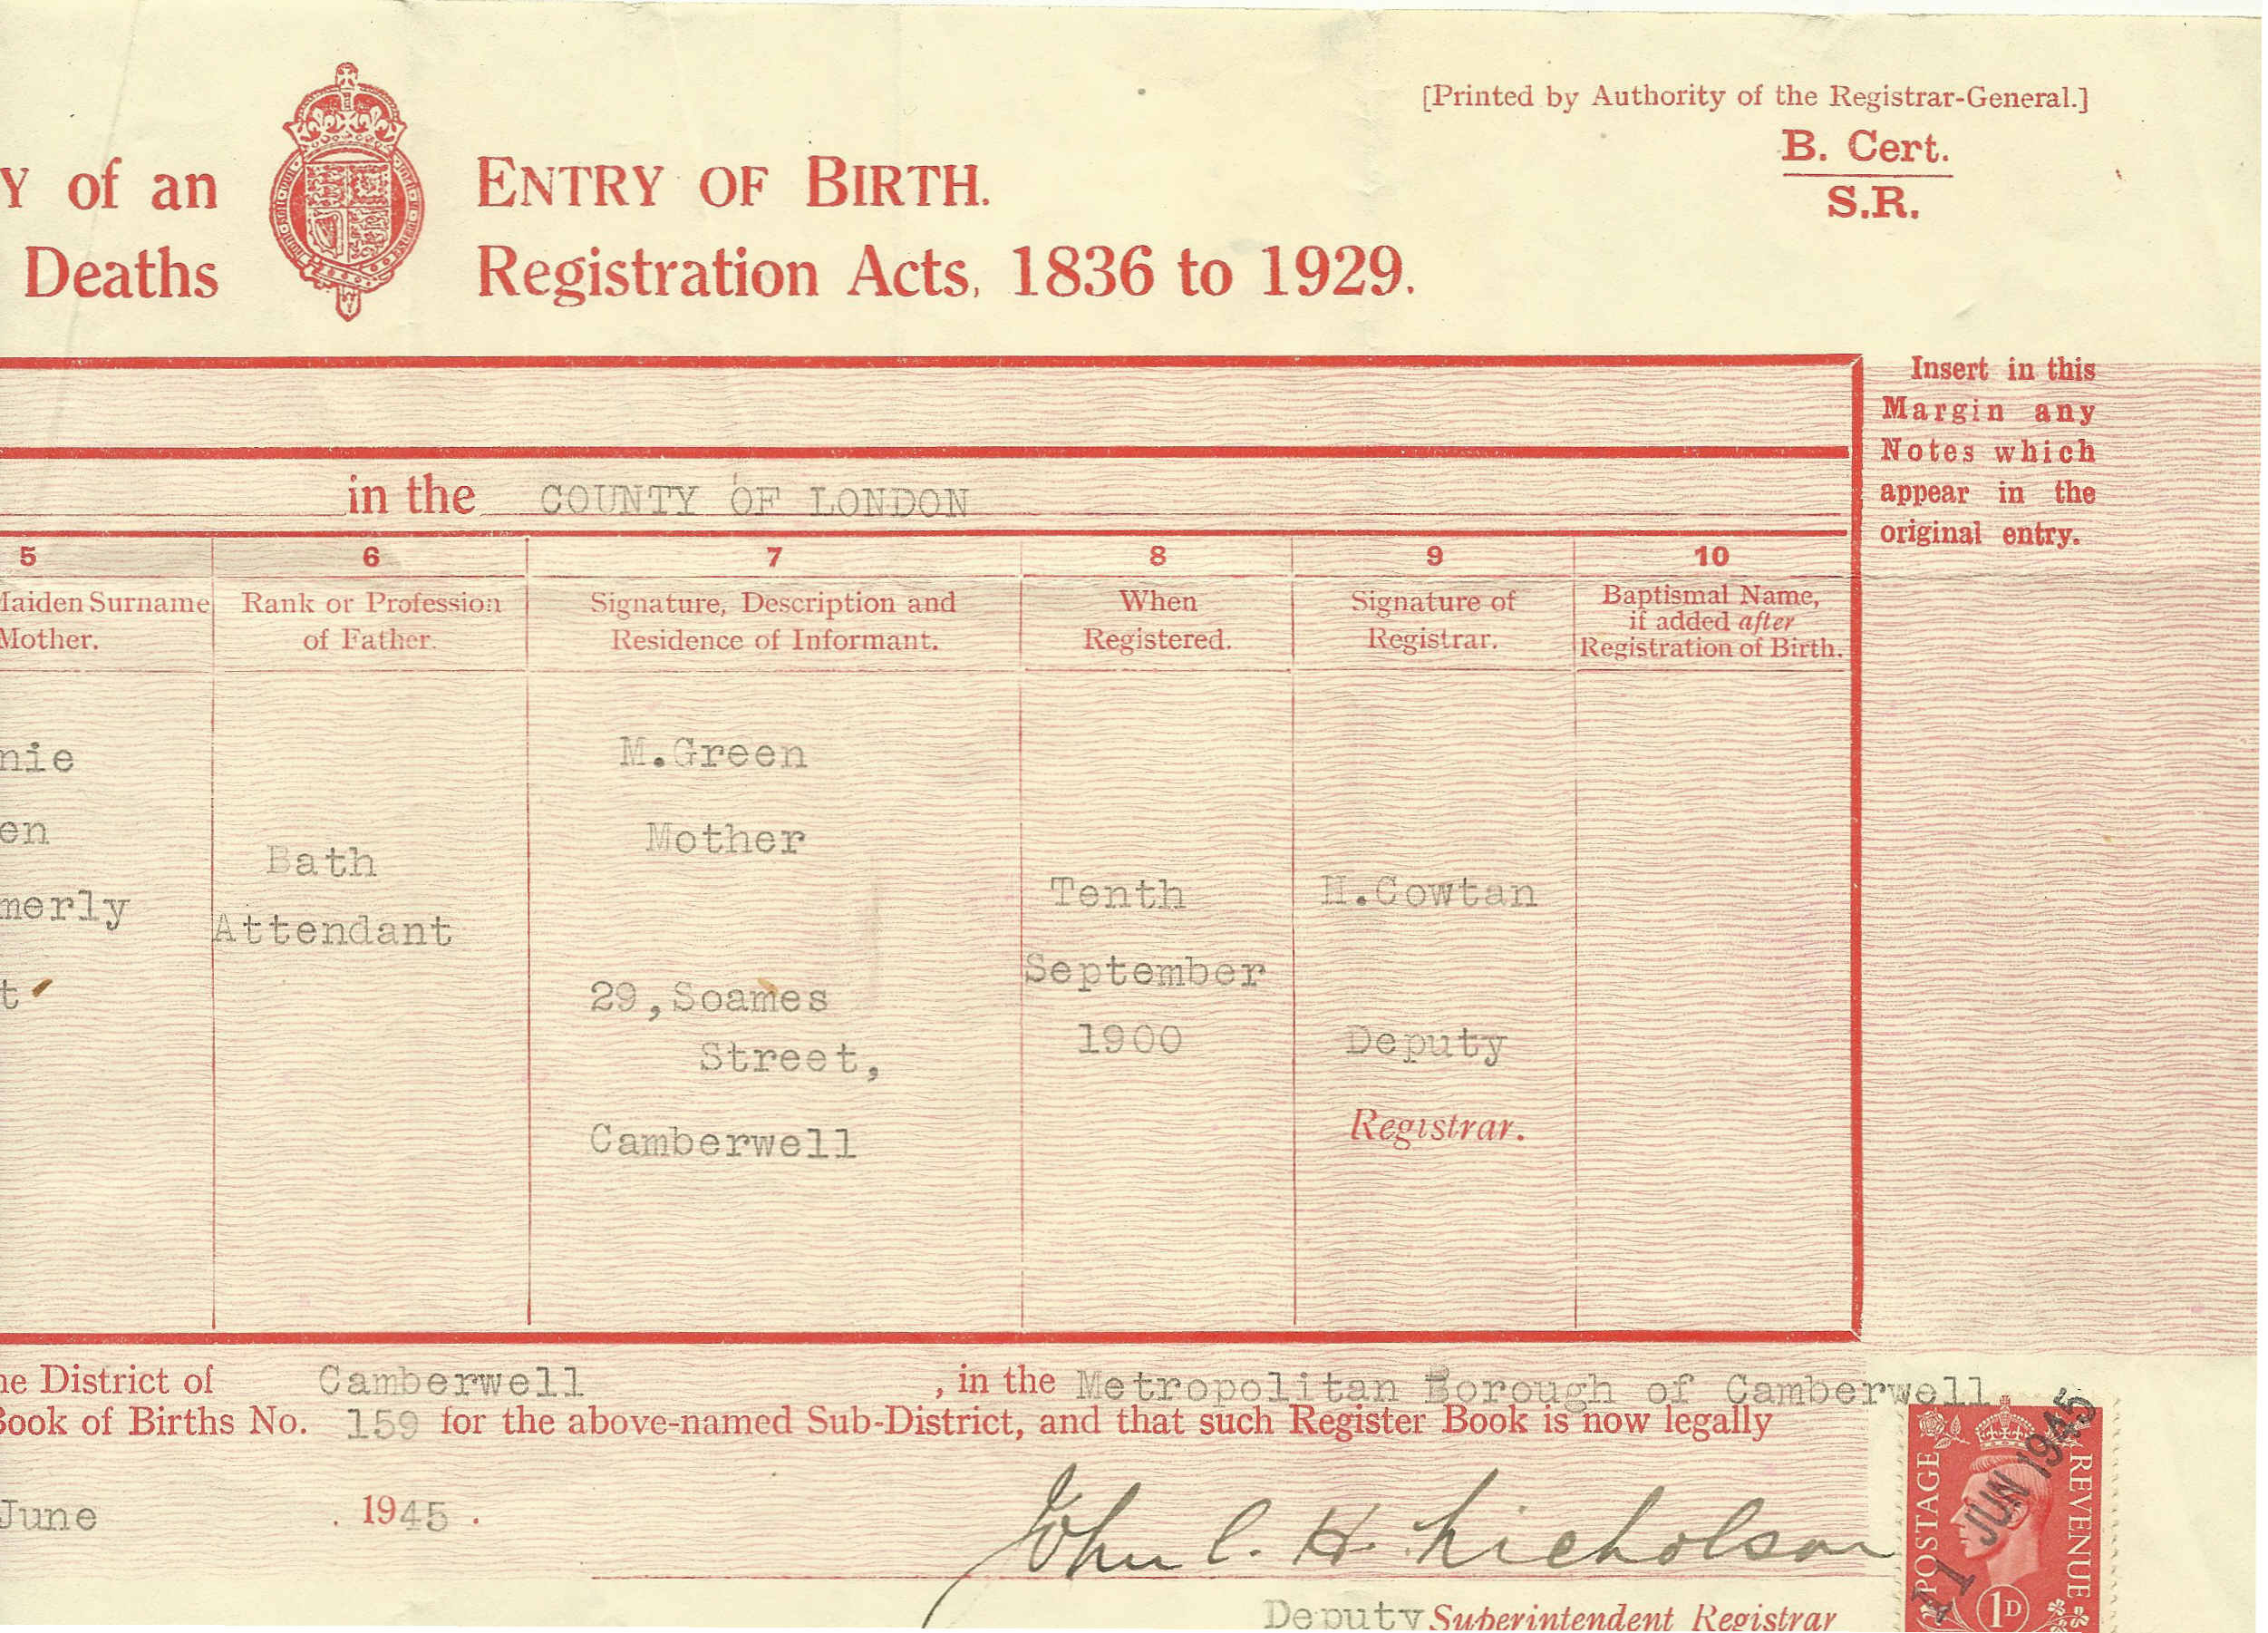 [Printed by Authority of the Registrar-General.]
B. Cert.
S.R.
Y of an ENTRY OF BIRTH.
Deaths Registration Acts, 1836 to 1929.
Insert in this
Margin any
Notes which
appear in the
original entry.
in the COUNTY OF LONDON
5 6 7 8 9 10
Maiden Surname Rank or Profession Signature, Description and When Signature of Baptismal Name,
if added after
Mother. of Father. Residence of Informant. Registered. Registrar. Registration of Birth.
nie M.Green
en Mother
Bath
merly Attendant Tenth H.Cowtan
t 29,Soames September
Street, 1900 Deputy
Camberwell Registrar.
he District of Camberwell , in the Metropolitan Borough of Camberwell.
Book of Births No. 159 for the above-named Sub-District, and that such Register Book is now legally
June . 1945 .
John C. H. Nicholson
Deputy Superintendent Registrar
POSTAGE REVENUE
1 JUN 1945
1D